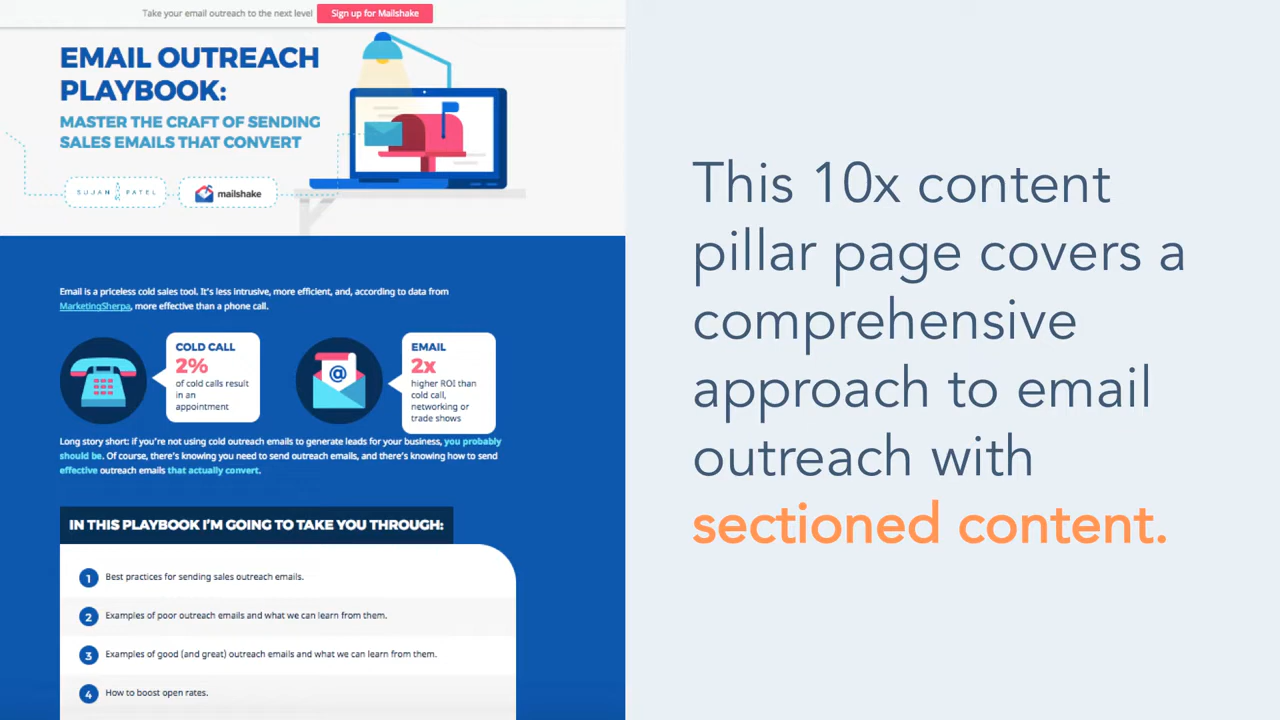 Take your email outreach to the next level
Sign up for Mailshake
EMAIL OUTREACH
PLAYBOOK:
MASTER THE CRAFT OF SENDING
SALES EMAILS THAT CONVERT
SUJAN PATEL
mailshake
Email is a priceless cold sales tool. It's less intrusive, more efficient, and, according to data from
MarketingSherpa, more effective than a phone call.
COLD CALL
2%
of cold calls result
in an
appointment
@
EMAIL
2x
higher ROI than
cold call,
networking or
trade shows
Long story short: if you're not using cold outreach emails to generate leads for your business, you probably
should be. Of course, there's knowing you need to send outreach emails, and there's knowing how to send
effective outreach emails that actually convert.
IN THIS PLAYBOOK I'M GOING TO TAKE YOU THROUGH:
1 Best practices for sending sales outreach emails.
2 Examples of poor outreach emails and what we can learn from them.
3 Examples of good (and great) outreach emails and what we can learn from them.
4 How to boost open rates.
This 10x content
pillar page covers a
comprehensive
approach to email
outreach with
sectioned content.